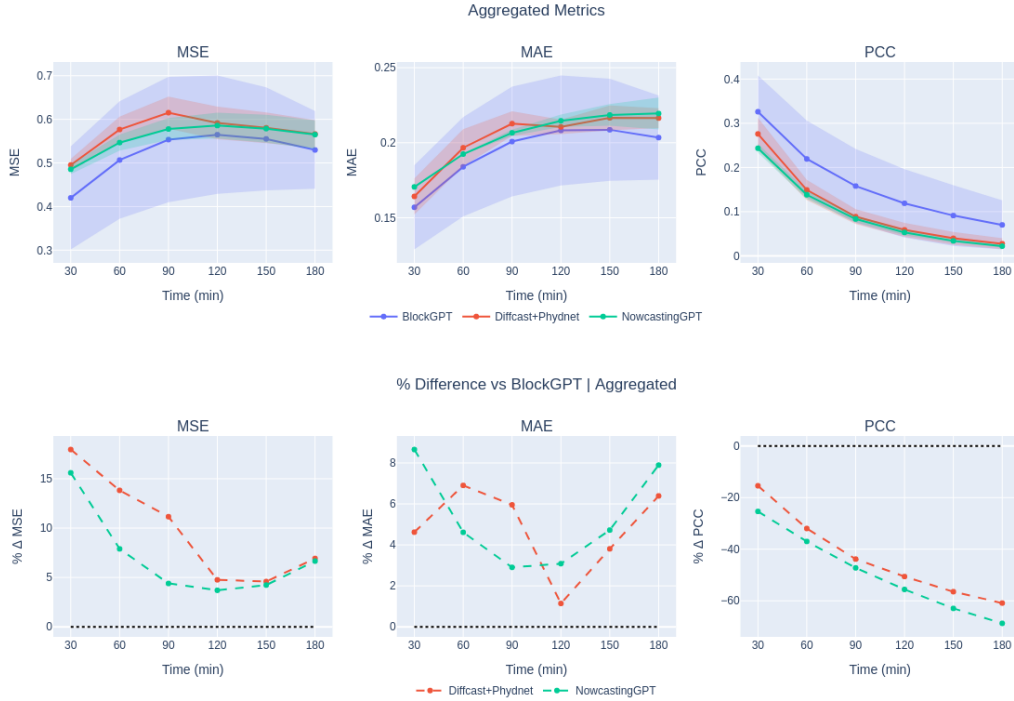 Aggregated Metrics
MSE
MAE
PCC
MSE
0.7
0.6
0.5
0.4
0.3
30 60 90 120 150 180
Time (min)
MAE
0.25
0.2
0.15
30 60 90 120 150 180
Time (min)
PCC
0.4
0.3
0.2
0.1
0
30 60 90 120 150 180
Time (min)
BlockGPT Diffcast+Phydnet NowcastingGPT
% Difference vs BlockGPT | Aggregated
MSE
MAE
PCC
% Δ MSE
15
10
5
0
30 60 90 120 150 180
Time (min)
% Δ MAE
8
6
4
2
0
30 60 90 120 150 180
Time (min)
% Δ PCC
0
−20
−40
−60
30 60 90 120 150 180
Time (min)
Diffcast+Phydnet NowcastingGPT